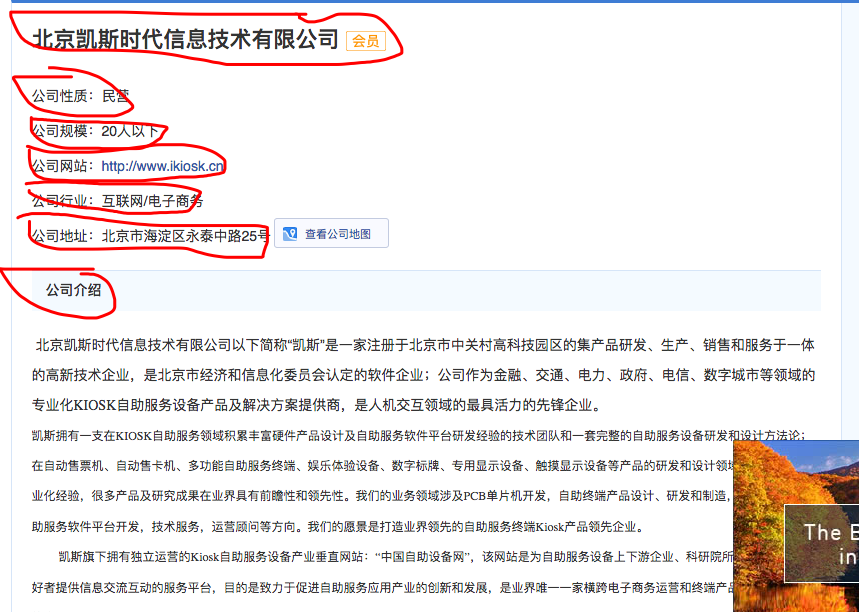 北京凯斯时代信息技术有限公司 会员
公司性质：民营
公司规模：20人以下
公司网站：http://www.ikiosk.cn
公司行业：互联网/电子商务
公司地址：北京市海淀区永泰中路25号 查看公司地图
公司介绍
北京凯斯时代信息技术有限公司以下简称“凯斯”是一家注册于北京市中关村高科技园区的集产品研发、生产、销售和服务于一体
的高新技术企业，是北京市经济和信息化委员会认定的软件企业；公司作为金融、交通、电力、政府、电信、数字城市等领域的
专业化KIOSK自助服务设备产品及解决方案提供商，是人机交互领域的最具活力的先锋企业。
凯斯拥有一支在KIOSK自助服务领域积累丰富硬件产品设计及自助服务软件平台研发经验的技术团队和一套完整的自助服务设备研发和设计方法论；
在自动售票机、自动售卡机、多功能自助服务终端、娱乐体验设备、数字标牌、专用显示设备、触摸显示设备等产品的研发和设计领域
业化经验，很多产品及研究成果在业界具有前瞻性和领先性。我们的业务领域涉及PCB单片机开发，自助终端产品设计、研发和制造，
助服务软件平台开发，技术服务，运营顾问等方向。我们的愿景是打造业界领先的自助服务终端Kiosk产品领先企业。
凯斯旗下拥有独立运营的Kiosk自助服务设备产业垂直网站：“中国自助设备网”，该网站是为自助服务设备上下游企业、科研院所
好者提供信息交流互动的服务平台，目的是致力于促进自助服务应用产业的创新和发展，是业界唯一一家横跨电子商务运营和终端产品
The
in